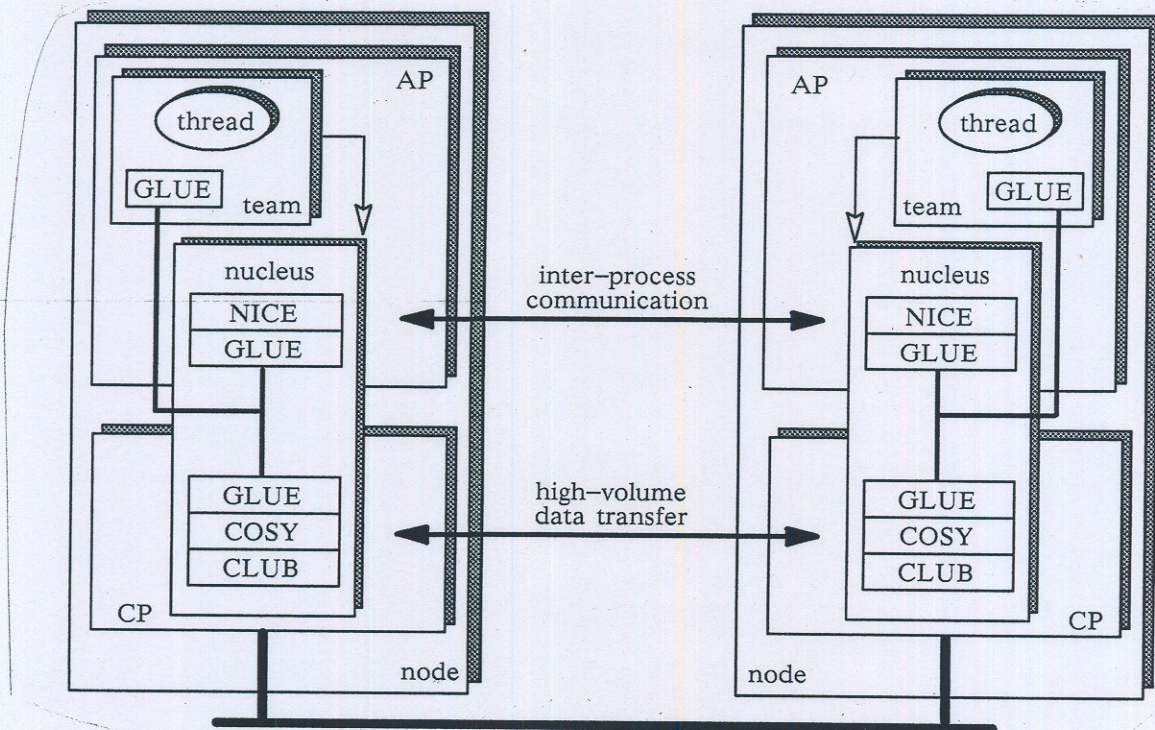 AP
thread
GLUE
team
nucleus
NICE
GLUE
GLUE
COSY
CLUB
CP
node
inter-process
communication
high-volume
data transfer
AP
thread
GLUE
team
nucleus
NICE
GLUE
GLUE
COSY
CLUB
CP
node